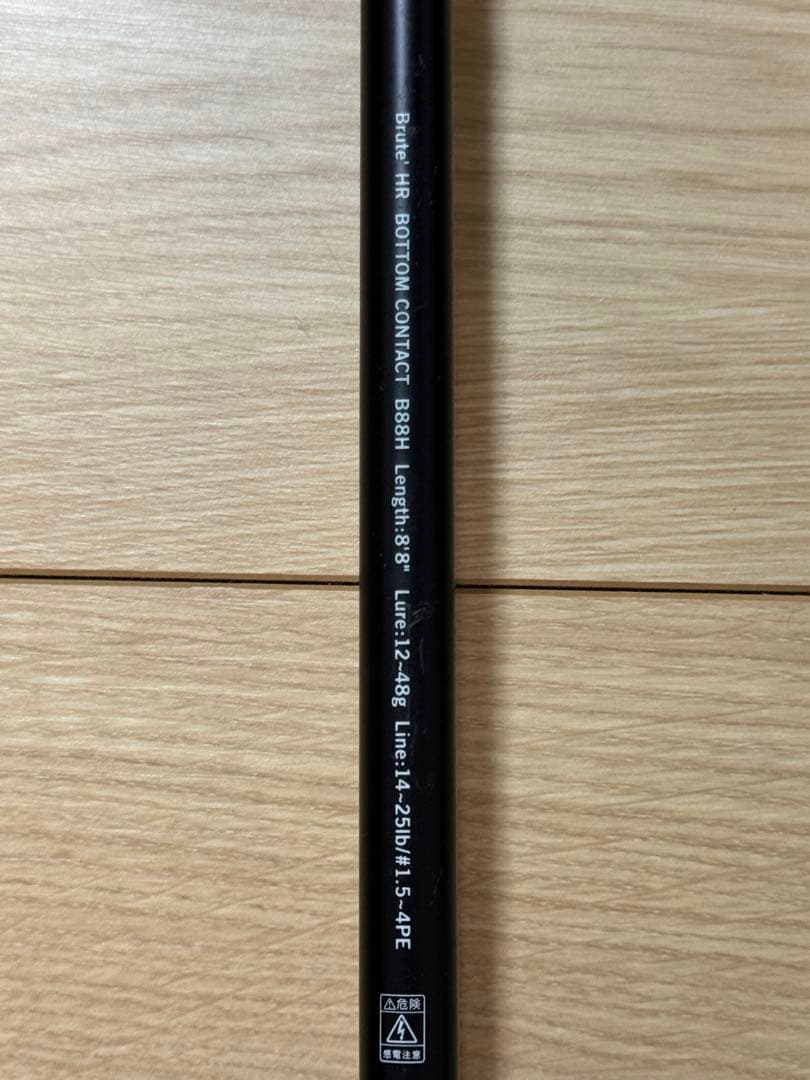 Brute' HR BOTTOM CONTACT B88H Length:8'8" Lure:12~48g Line:14~25lb/#1.5~4PE
⚠危険
感電注意